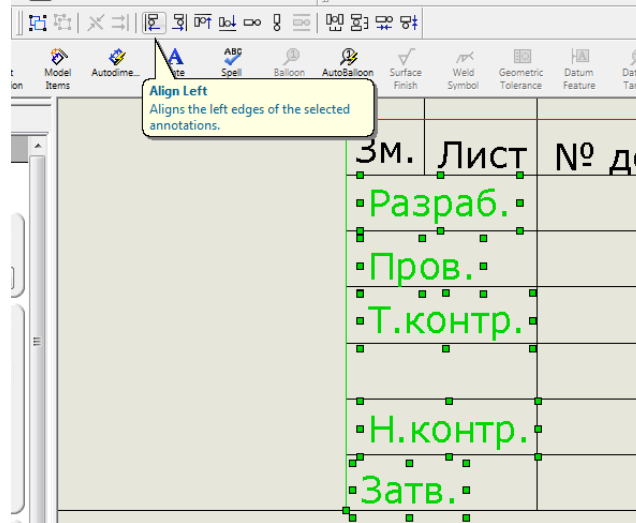 Model Items
Autodime...
Spell
Balloon
AutoBalloon
Surface Finish
Weld Symbol
Geometric Tolerance
Datum Feature
Align Left
Aligns the left edges of the selected
annotations.
Зм. Лист №
Разраб.
Пров.
Т.контр.
Н.контр.
Затв.